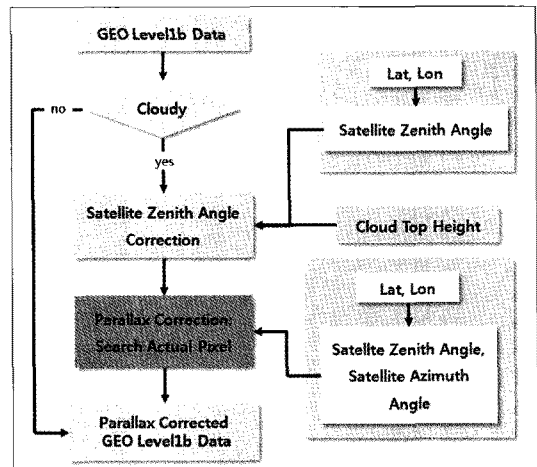 GEO Level1b Data
Cloudy
no
yes
Lat, Lon
Satellite Zenith Angle
Satellite Zenith Angle
Correction
Cloud Top Height
Parallax Correction:
Search Actual Pixel
Lat, Lon
Satellte Zenith Angle,
Satellite Azimuth
Angle
Parallax Corrected
GEO Level1b Data